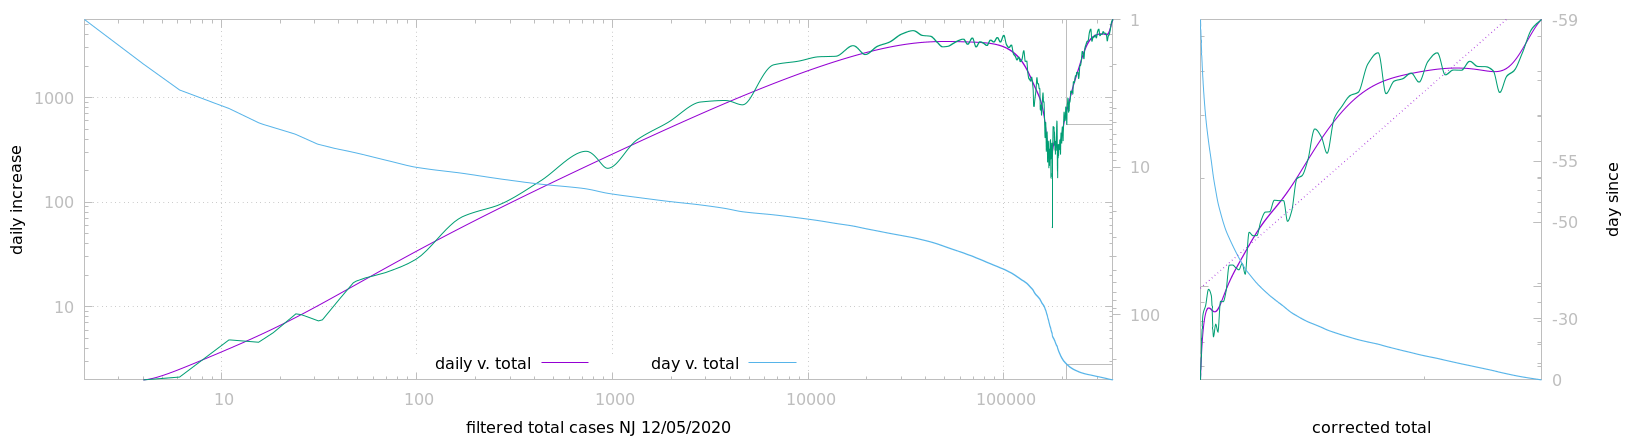 1
-59
1000
daily increase
10
-55
day since
100
-50
10
100
-30
daily v. total
day v. total
0
10
100
1000
10000
100000
filtered total cases NJ 12/05/2020
corrected total